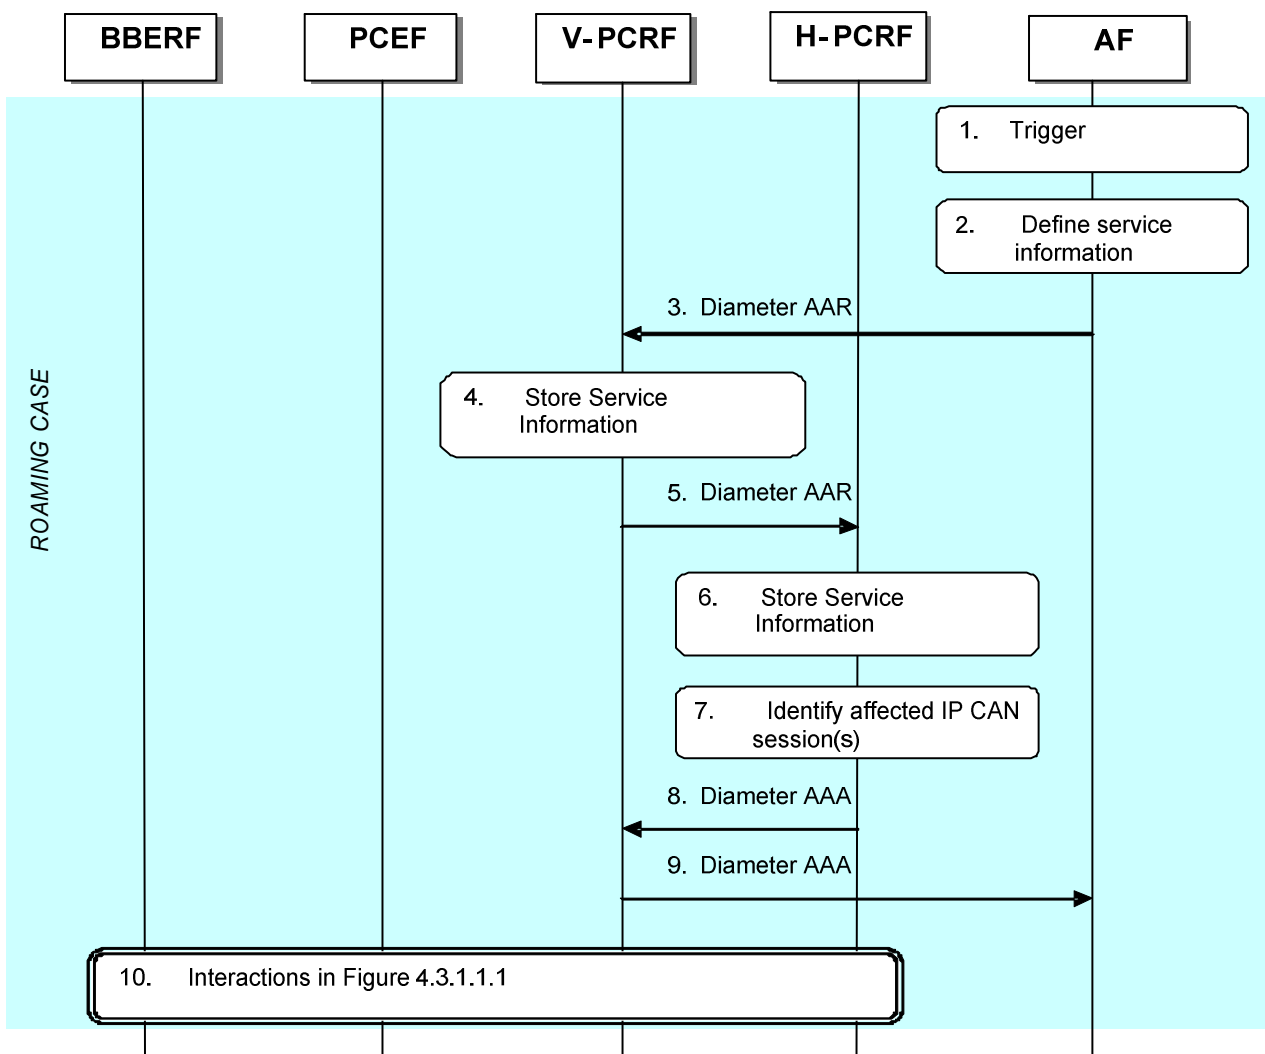 BBERF
PCEF
V-PCRF
H-PCRF
AF
1. Trigger
2. Define service
information
3. Diameter AAR
ROAMING CASE
4. Store Service
Information
5. Diameter AAR
6. Store Service
Information
7. Identify affected IP CAN
session(s)
8. Diameter AAA
9. Diameter AAA
10. Interactions in Figure 4.3.1.1.1